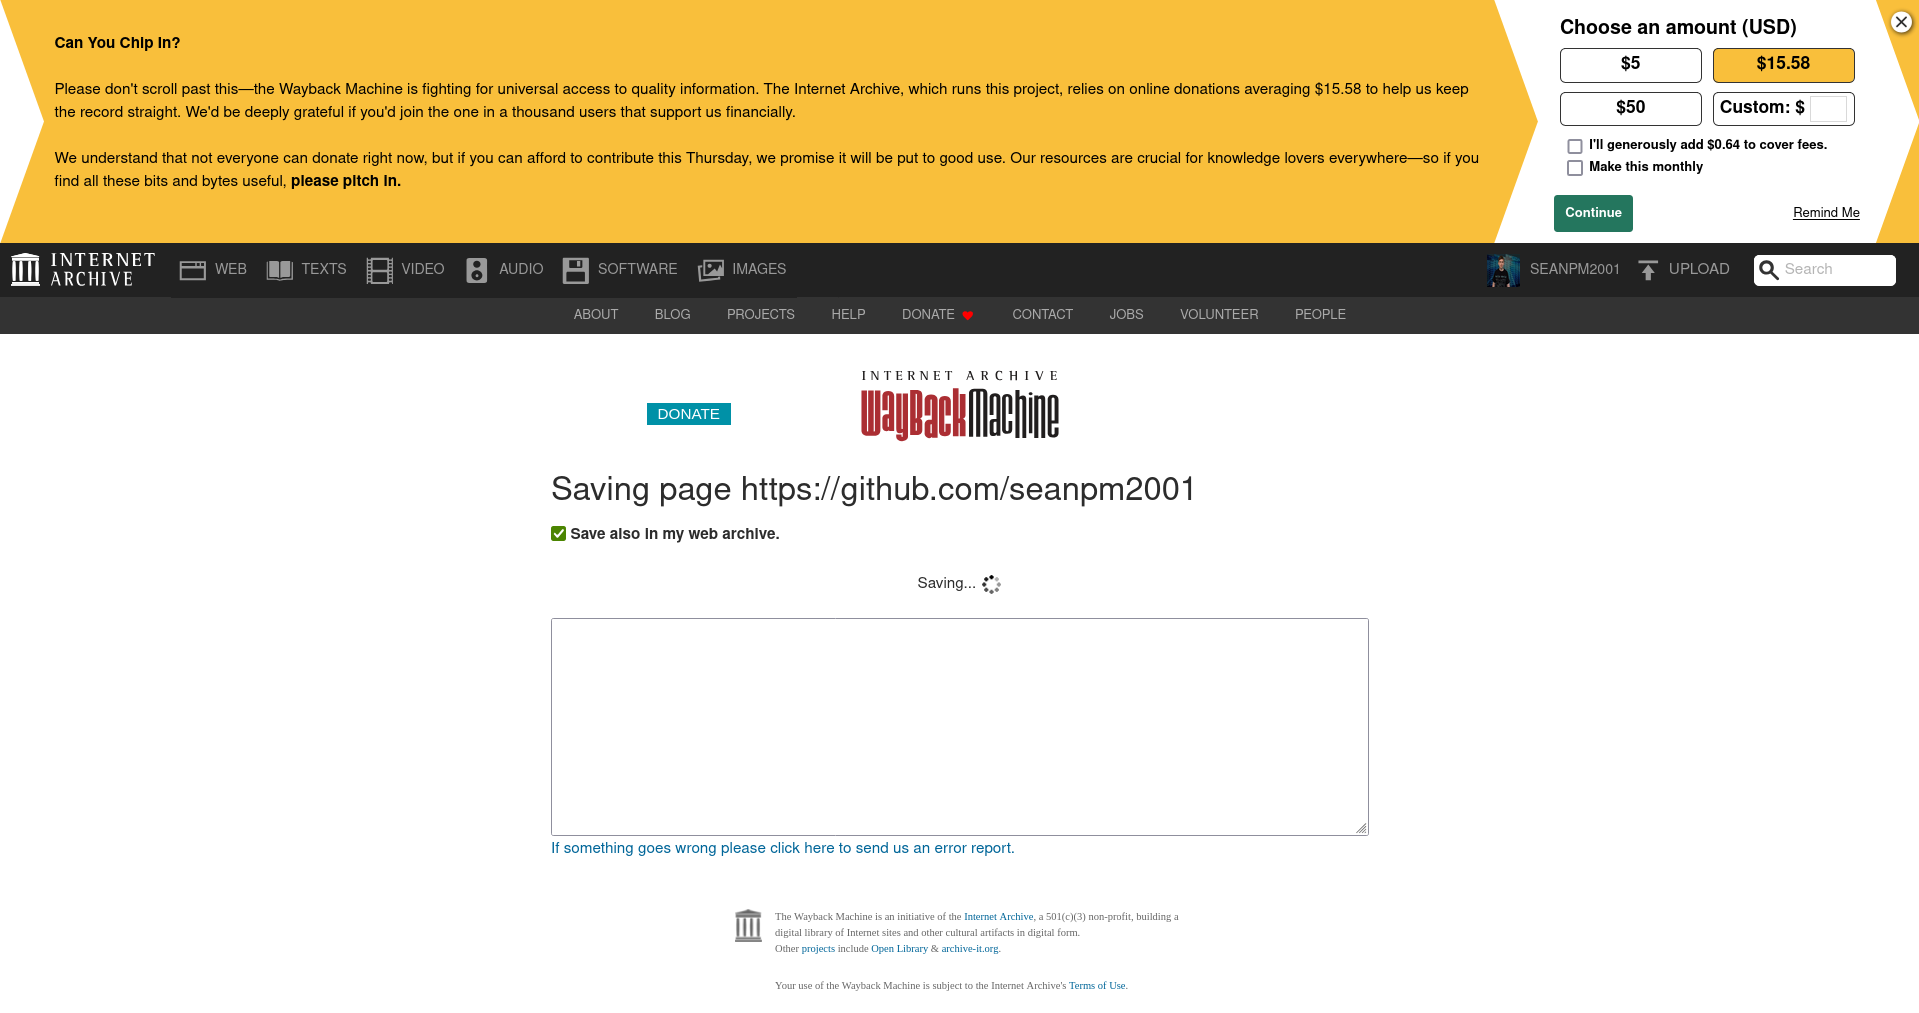 Can You Chip In?
Please don't scroll past this—the Wayback Machine is fighting for universal access to quality information. The Internet Archive, which runs this project, relies on online donations averaging $15.58 to help us keep
the record straight. We'd be deeply grateful if you'd join the one in a thousand users that support us financially.
We understand that not everyone can donate right now, but if you can afford to contribute this Thursday, we promise it will be put to good use. Our resources are crucial for knowledge lovers everywhere—so if you
find all these bits and bytes useful, please pitch in.
Choose an amount (USD)
$5
$15.58
$50
Custom: $
I'll generously add $0.64 to cover fees.
Make this monthly
Continue
Remind Me
INTERNET
ARCHIVE
WEB
TEXTS
VIDEO
AUDIO
SOFTWARE
IMAGES
SEANPM2001
UPLOAD
Search
ABOUT
BLOG
PROJECTS
HELP
DONATE
CONTACT
JOBS
VOLUNTEER
PEOPLE
DONATE
INTERNET ARCHIVE
WayBackMachine
Saving page https://github.com/seanpm2001
Save also in my web archive.
Saving...
If something goes wrong please click here to send us an error report.
The Wayback Machine is an initiative of the Internet Archive, a 501(c)(3) non-profit, building a
digital library of Internet sites and other cultural artifacts in digital form.
Other projects include Open Library & archive-it.org.
Your use of the Wayback Machine is subject to the Internet Archive's Terms of Use.